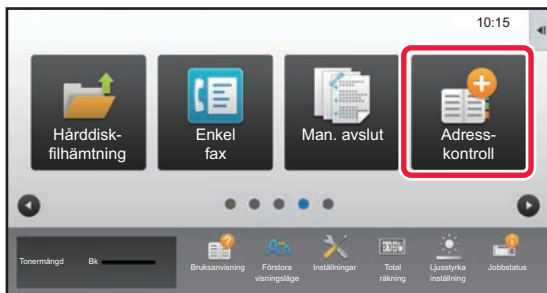 10:15
Hårddisk-
filhämtning
Enkel
fax
Man. avslut
Adress-
kontroll
Tonermängd Bk
Bruksanvisning
Förstora
visningsläge
Inställningar
Total
räkning
Ljusstyrka
inställning
Jobbstatus